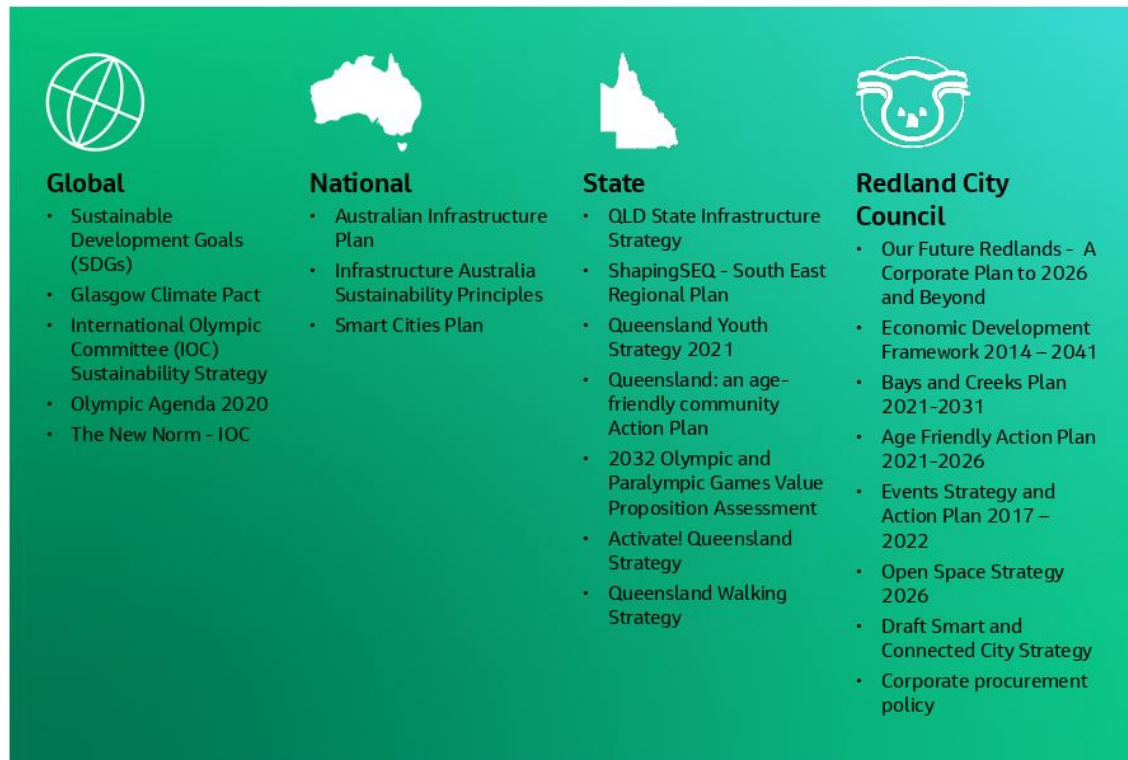 Global
• Sustainable
Development Goals
(SDGs)
• Glasgow Climate Pact
• International Olympic
Committee (IOC)
Sustainability Strategy
• Olympic Agenda 2020
• The New Norm - IOC
National
• Australian Infrastructure
Plan
• Infrastructure Australia
Sustainability Principles
• Smart Cities Plan
State
• QLD State Infrastructure
Strategy
• ShapingSEQ - South East
Regional Plan
• Queensland Youth
Strategy 2021
• Queensland: an age-
friendly community
Action Plan
• 2032 Olympic and
Paralympic Games Value
Proposition Assessment
• Activate! Queensland
Strategy
• Queensland Walking
Strategy
Redland City
Council
• Our Future Redlands - A
Corporate Plan to 2026
and Beyond
• Economic Development
Framework 2014 – 2041
• Bays and Creeks Plan
2021-2031
• Age Friendly Action Plan
2021-2026
• Events Strategy and
Action Plan 2017 –
2022
• Open Space Strategy
2026
• Draft Smart and
Connected City Strategy
• Corporate procurement
policy